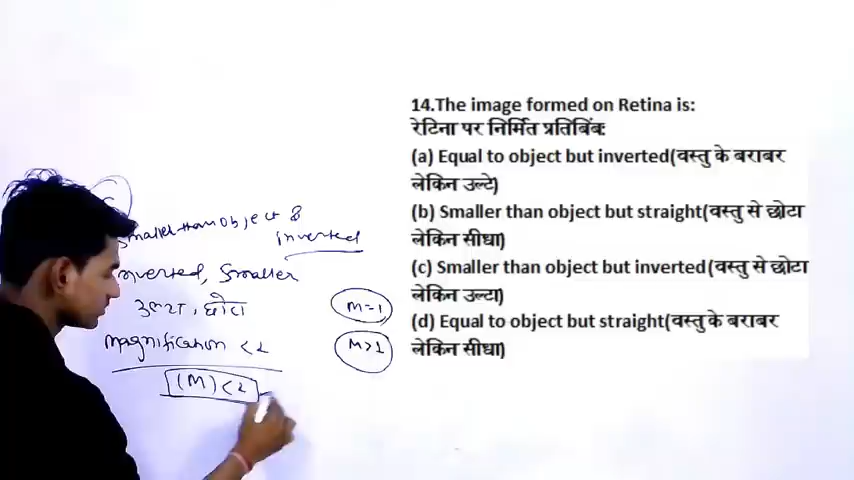 smaller than object &
inverted
inverted, smaller
उल्टा, छोटा
magnification <1
(M) <1
M=1
M>1
14.The image formed on Retina is:
रेटिना पर निर्मित प्रतिबिंब:
(a) Equal to object but inverted(वस्तु के बराबर
लेकिन उल्टे)
(b) Smaller than object but straight(वस्तु से छोटा
लेकिन सीधा)
(c) Smaller than object but inverted(वस्तु से छोटा
लेकिन उल्टा)
(d) Equal to object but straight(वस्तु के बराबर
लेकिन सीधा)